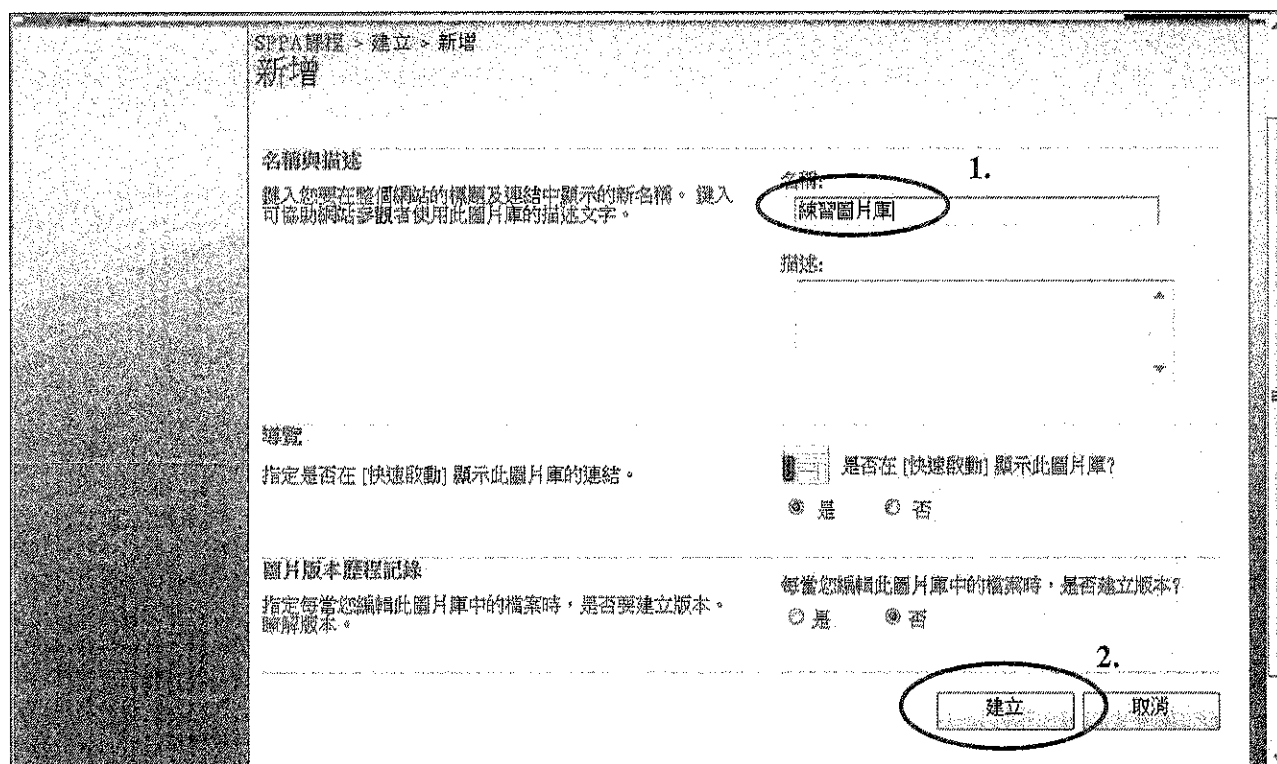 SPPA課程 > 建立 > 新增
新增
名稱與描述
鍵入您要在整個網站的標題及連結中顯示的新名稱。 鍵入
可協助網站參觀者使用此圖片庫的描述文字。
名稱:
1.
練習圖片庫
描述:
導覽
指定是否在 [快速啟動] 顯示此圖片庫的連結。
是否在 [快速啟動] 顯示此圖片庫?
是 否
圖片版本歷程記錄
指定每當您編輯此圖片庫中的檔案時，是否要建立版本。
瞭解版本。
每當您編輯此圖片庫中的檔案時，是否建立版本?
是 否
2.
建立 取消